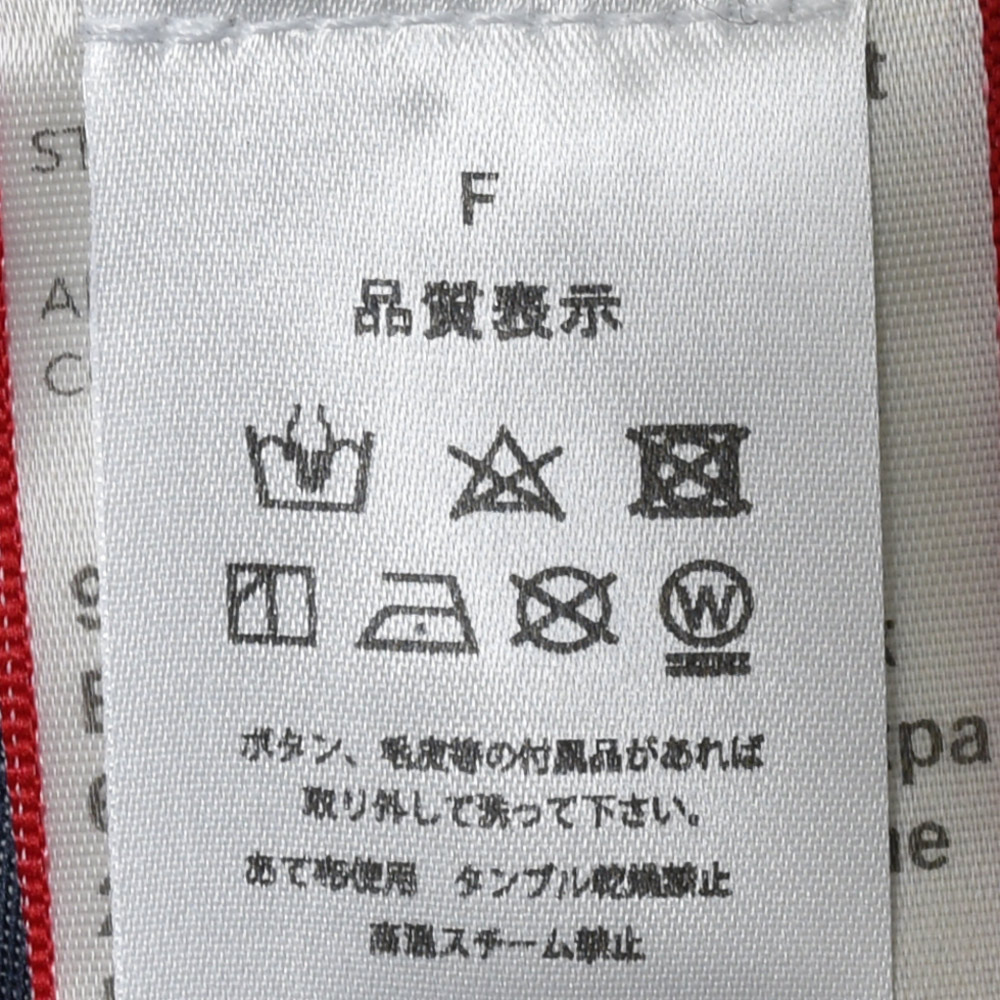 F
品質表示
W
ボタン、毛皮等の付属品があれば
取り外して洗って下さい。
あて布使用　タンブル乾燥禁止
高温スチーム禁止